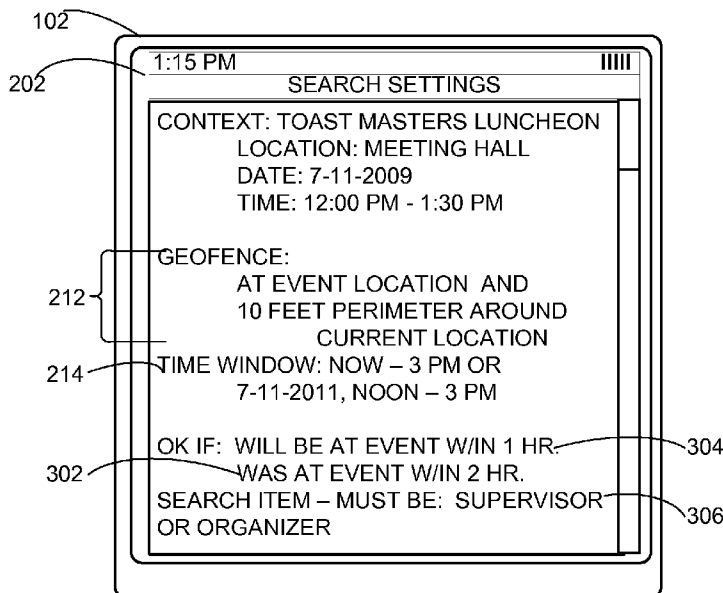 102
202
1:15 PM
SEARCH SETTINGS
CONTEXT: TOAST MASTERS LUNCHEON
LOCATION: MEETING HALL
DATE: 7-11-2009
TIME: 12:00 PM - 1:30 PM
GEOFENCE:
AT EVENT LOCATION AND
212
10 FEET PERIMETER AROUND
CURRENT LOCATION
214
TIME WINDOW: NOW – 3 PM OR
7-11-2011, NOON – 3 PM
OK IF: WILL BE AT EVENT W/IN 1 HR.
304
302
WAS AT EVENT W/IN 2 HR.
SEARCH ITEM – MUST BE: SUPERVISOR
306
OR ORGANIZER